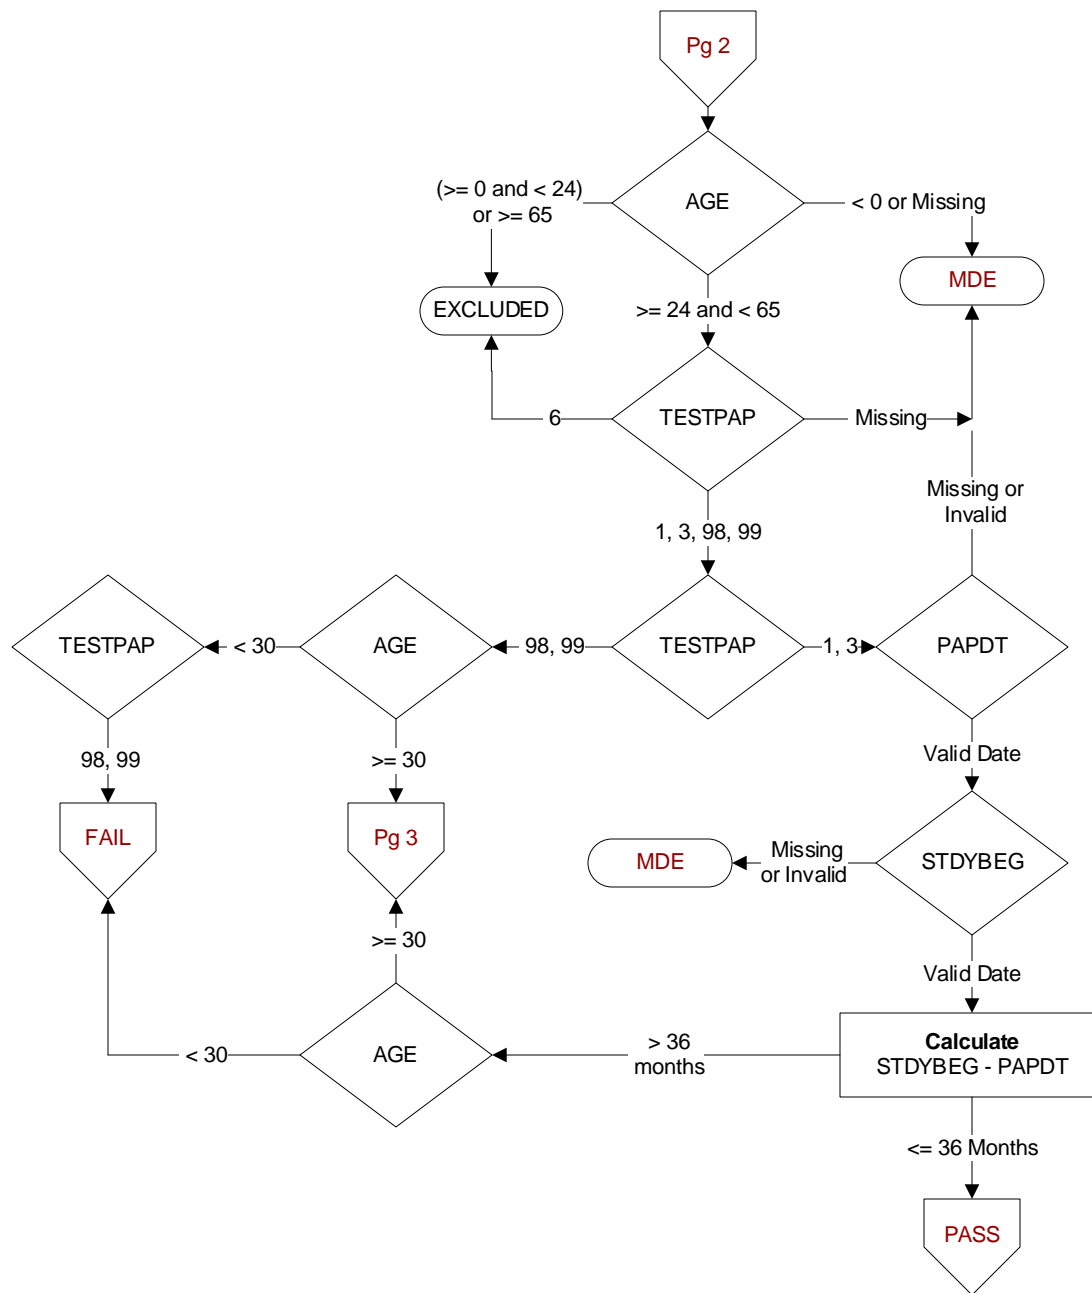 Pg 2
(>= 0 and < 24)
or >= 65
AGE
< 0 or Missing
EXCLUDED
MDE
>= 24 and < 65
6
TESTPAP
Missing
Missing or
Invalid
1, 3, 98, 99
TESTPAP
< 30
AGE
98, 99
TESTPAP
1, 3
PAPDT
98, 99
>= 30
Valid Date
FAIL
Pg 3
MDE
Missing
or Invalid
STDYBEG
>= 30
Valid Date
< 30
AGE
> 36
months
Calculate
STDYBEG - PAPDT
<= 36 Months
PASS